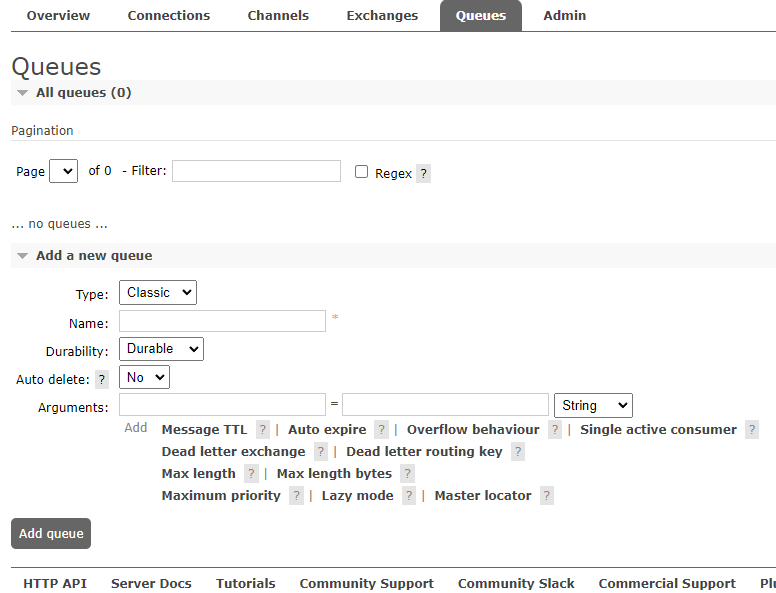 Overview Connections Channels Exchanges Queues Admin
Queues
All queues (0)
Pagination
Page of 0 - Filter: Regex ?
... no queues ...
Add a new queue
Type: Classic
Name: *
Durability: Durable
Auto delete: ? No
Arguments: = String
Add Message TTL ? | Auto expire ? | Overflow behaviour ? | Single active consumer ?
Dead letter exchange ? | Dead letter routing key ?
Max length ? | Max length bytes ?
Maximum priority ? | Lazy mode ? | Master locator ?
Add queue
HTTP API Server Docs Tutorials Community Support Community Slack Commercial Support